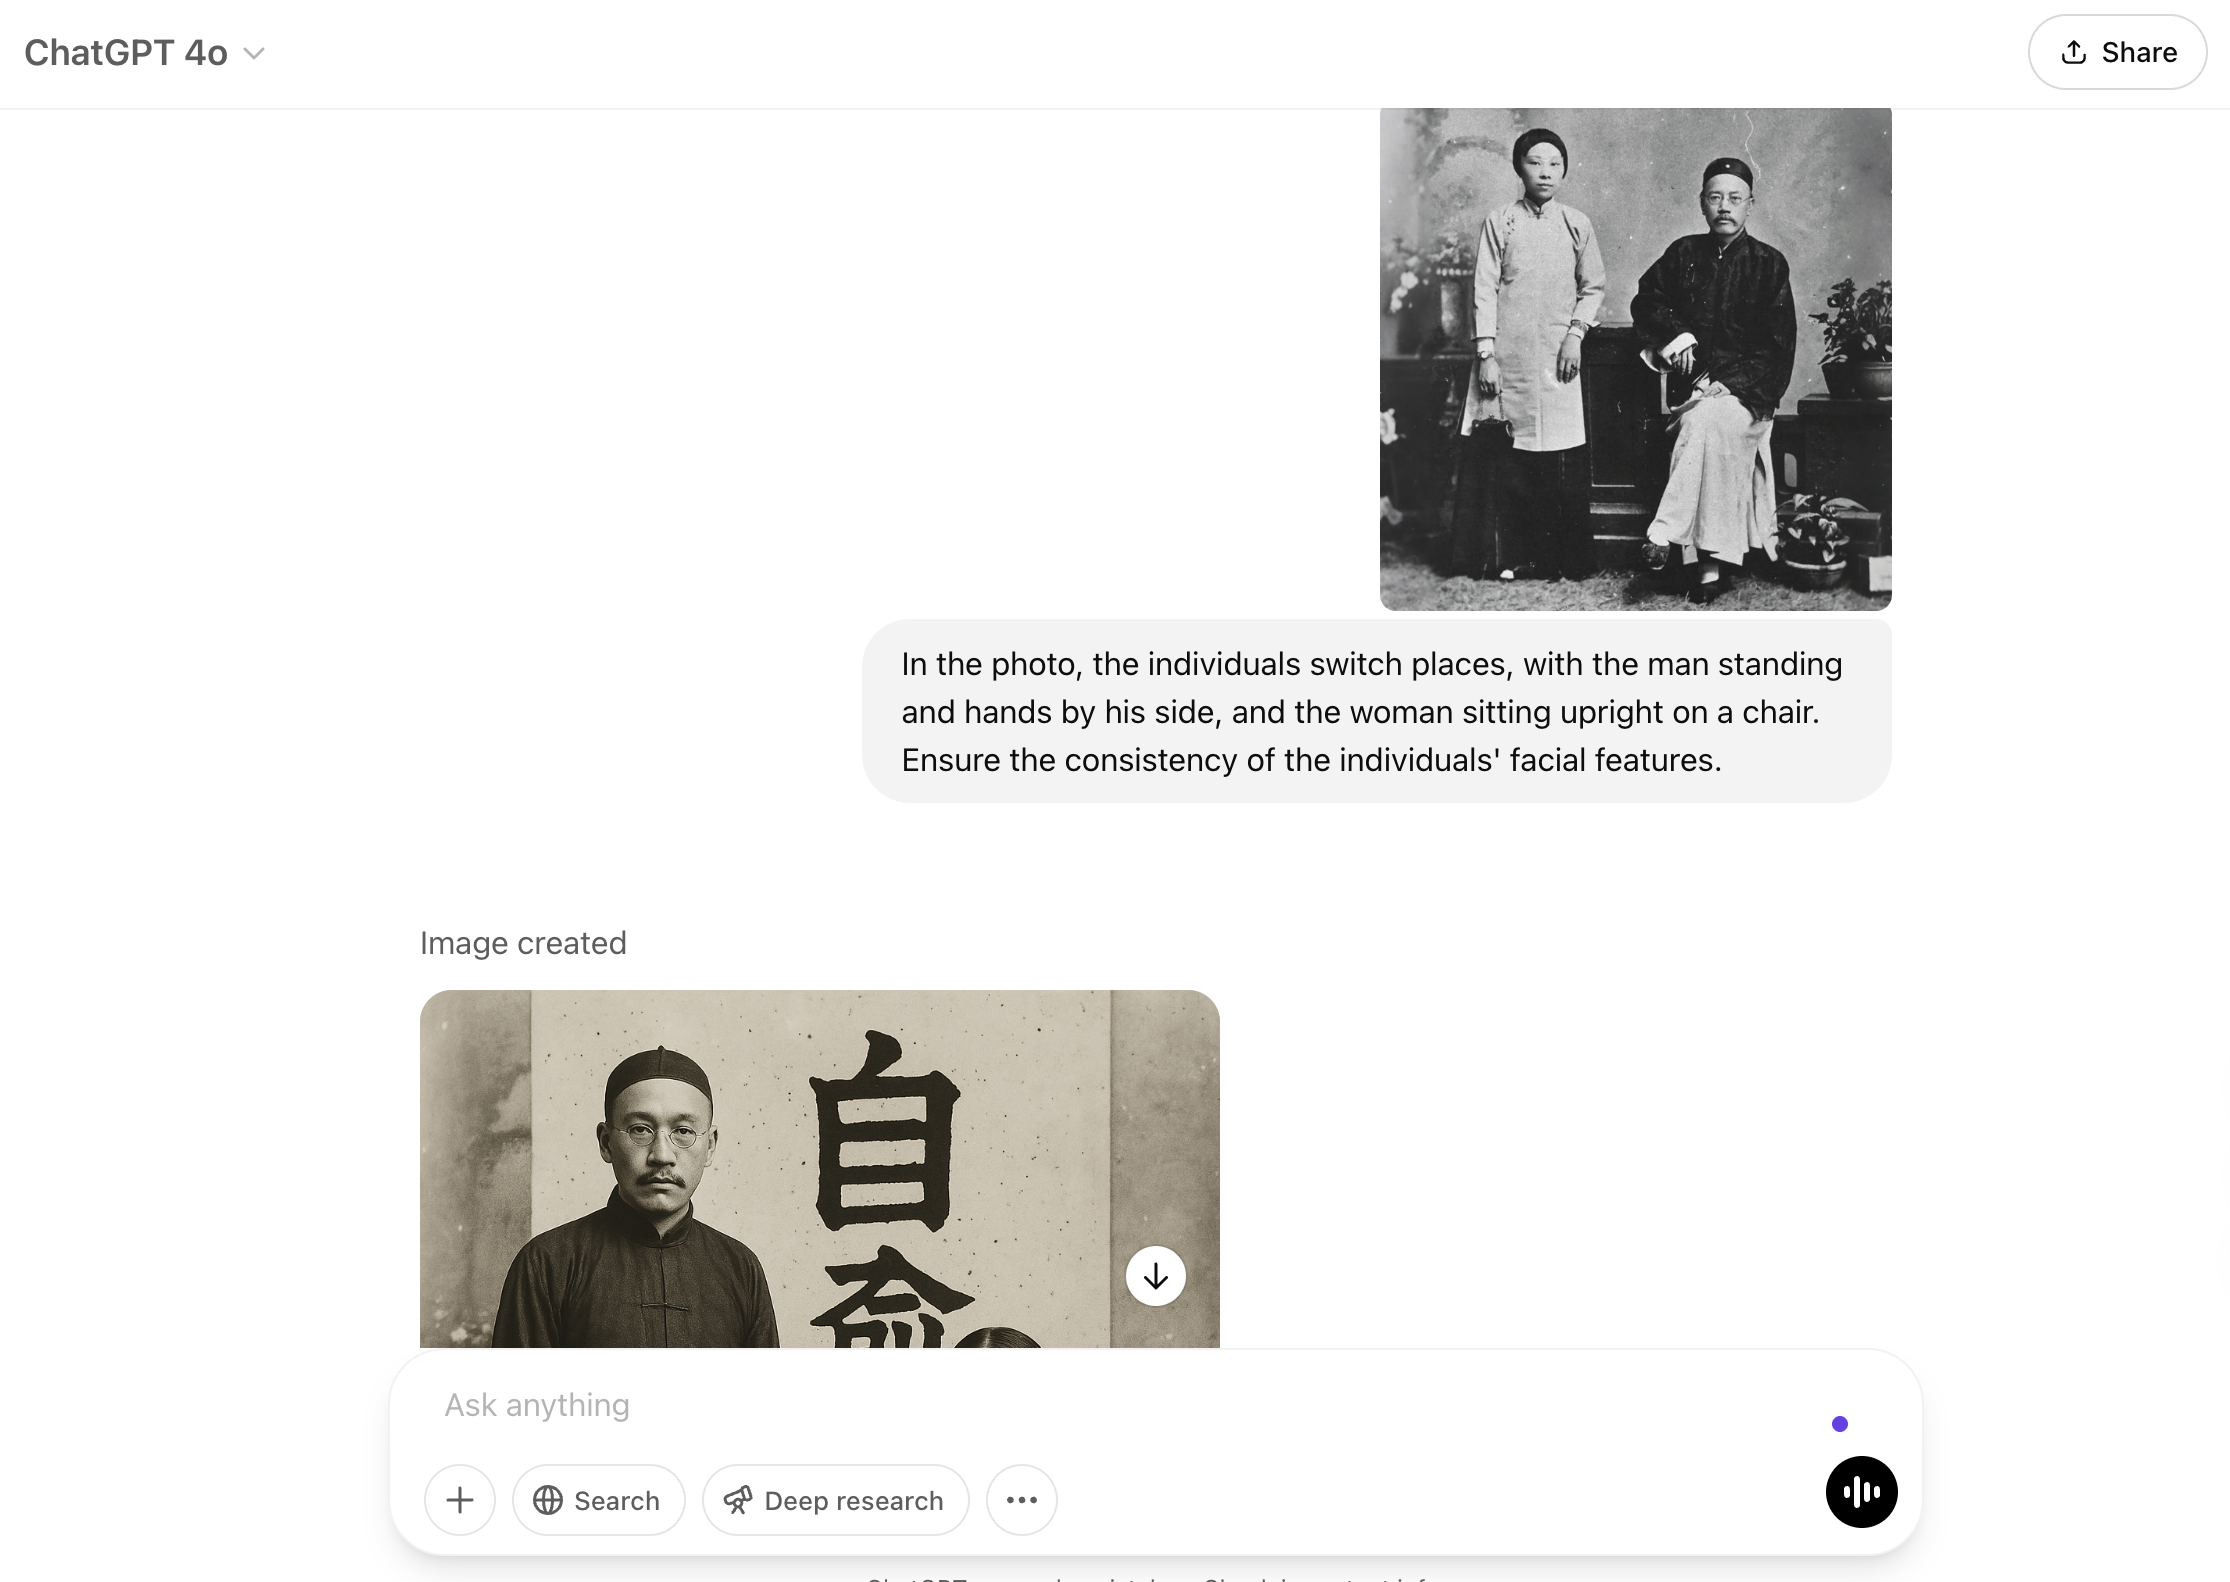 ChatGPT 4o
Share
In the photo, the individuals switch places, with the man standing
and hands by his side, and the woman sitting upright on a chair.
Ensure the consistency of the individuals' facial features.
Image created
自
Ask anything
Search
Deep research